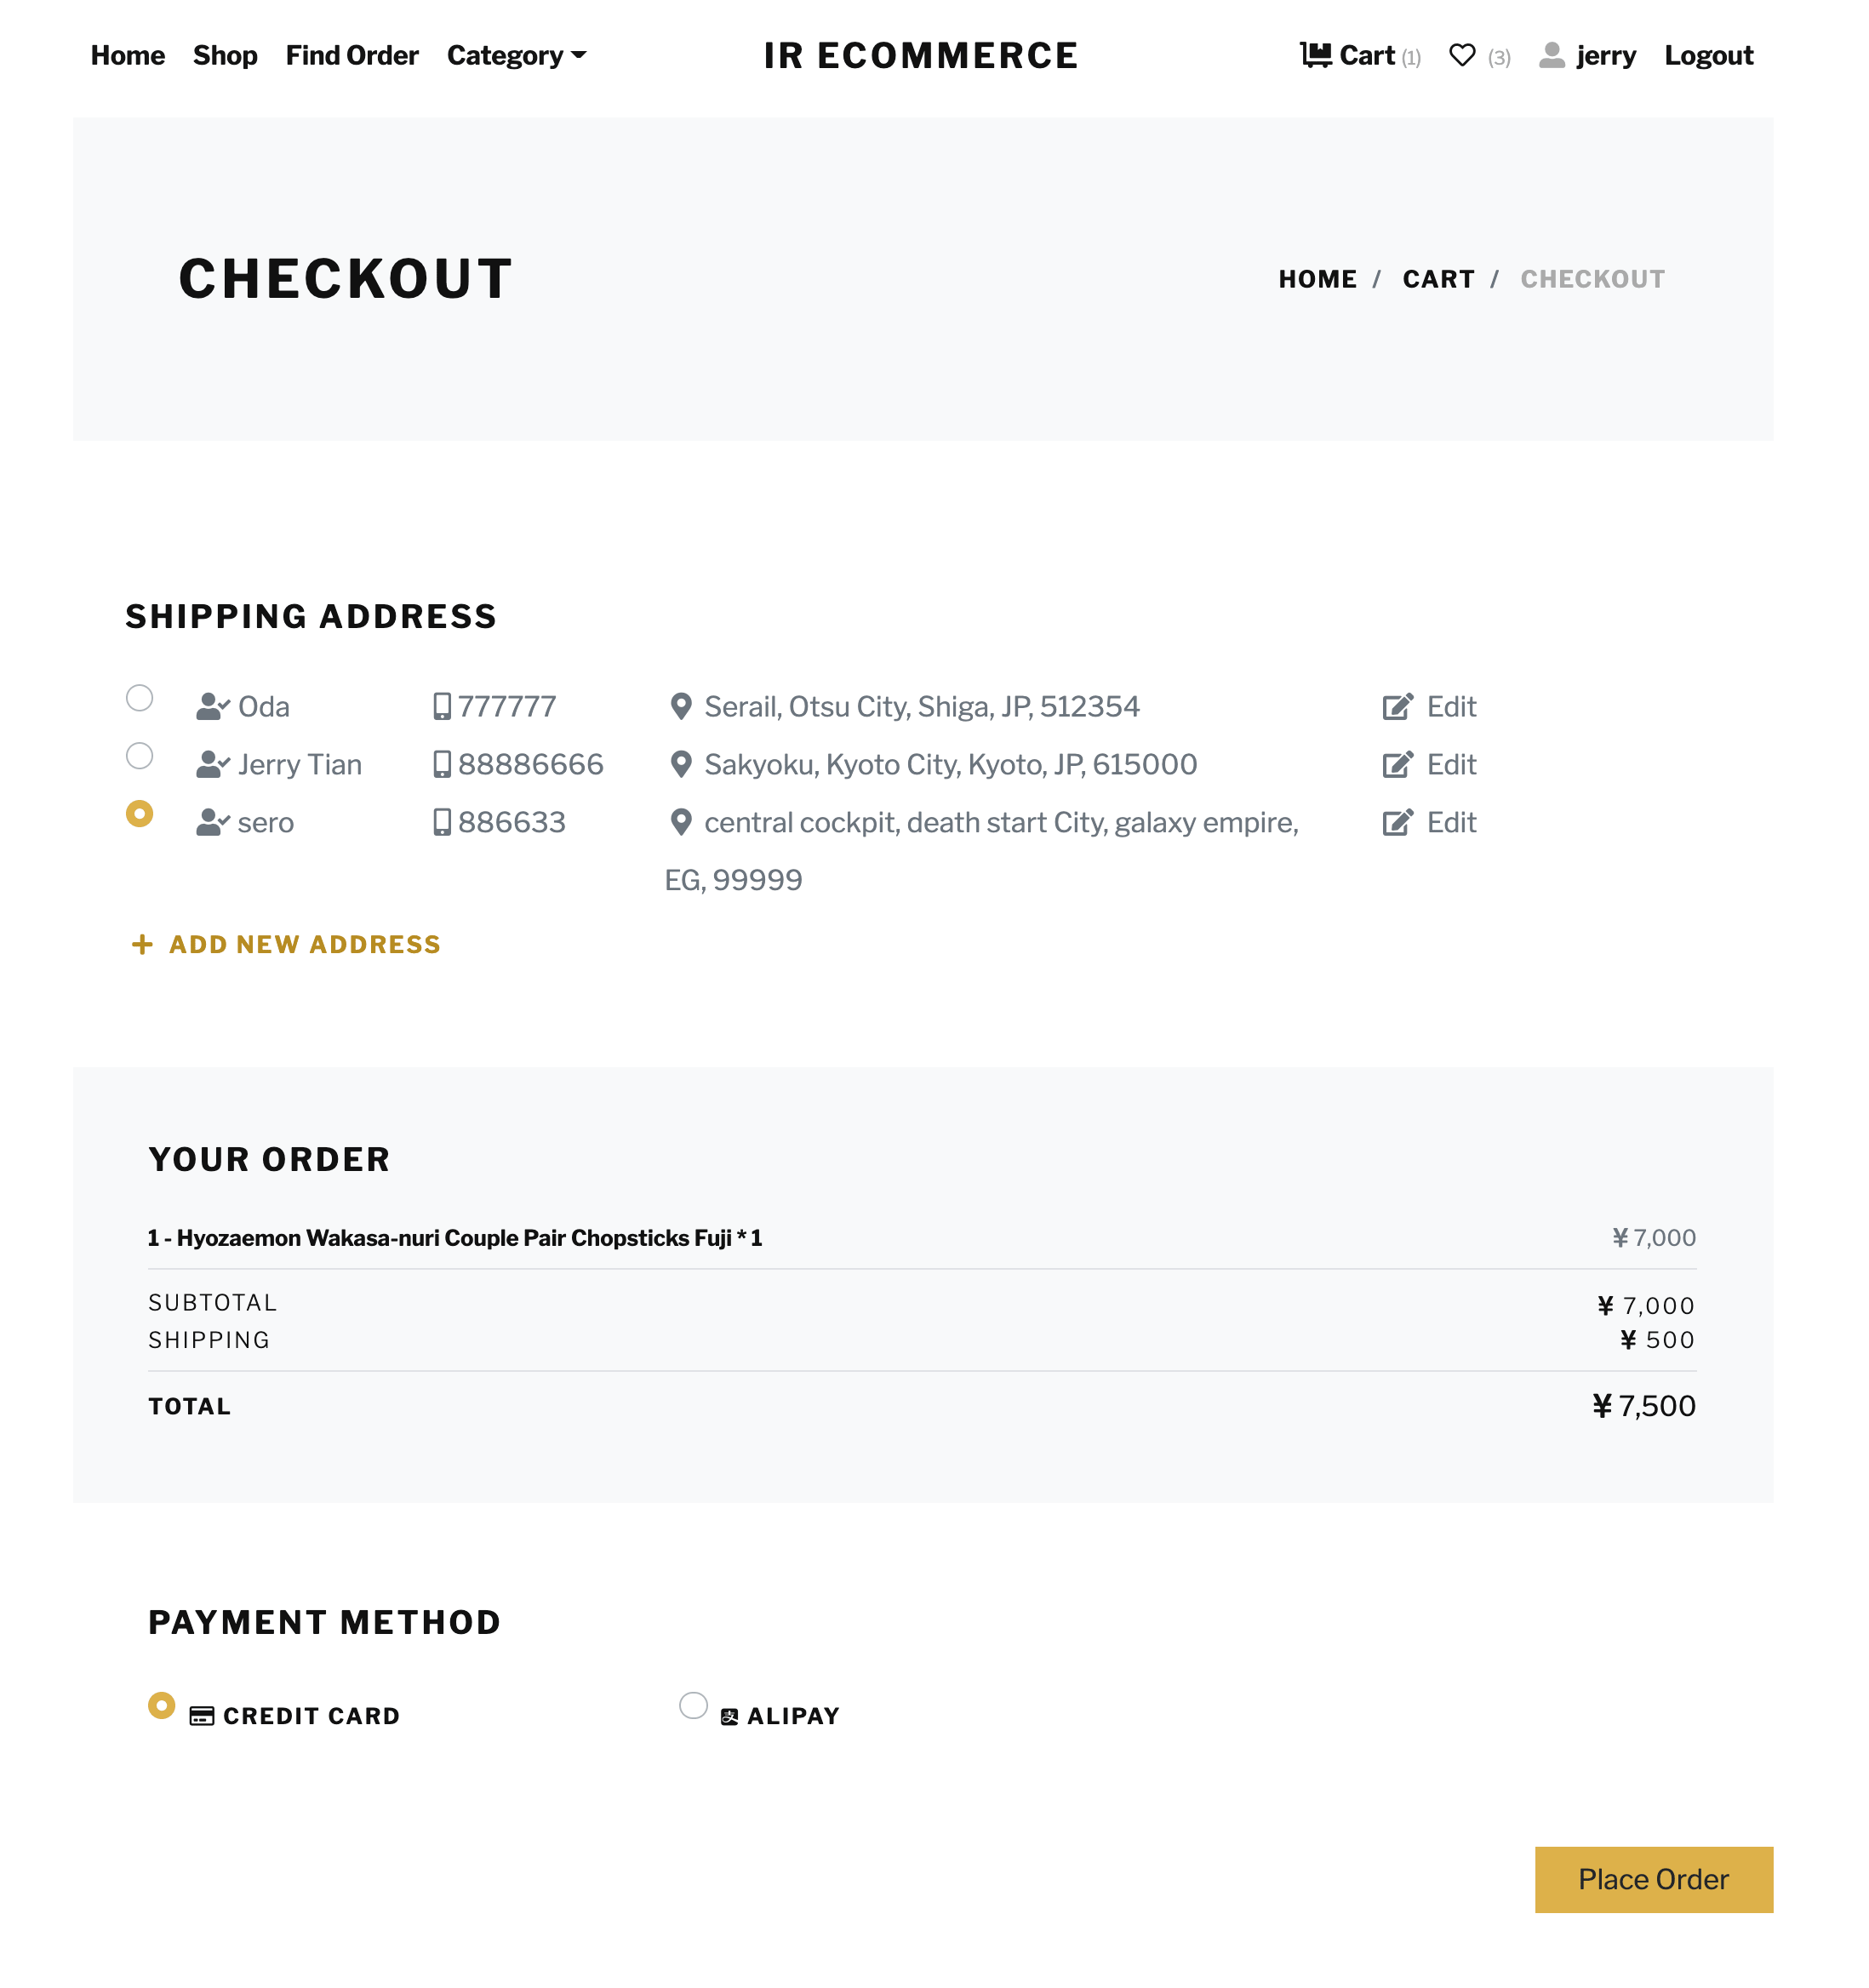 Home Shop Find Order Category IR ECOMMERCE Cart (1) (3) jerry Logout
CHECKOUT HOME / CART / CHECKOUT
SHIPPING ADDRESS
Oda 777777 Serail, Otsu City, Shiga, JP, 512354 Edit
Jerry Tian 88886666 Sakyoku, Kyoto City, Kyoto, JP, 615000 Edit
sero 886633 central cockpit, death start City, galaxy empire, Edit
EG, 99999
+ ADD NEW ADDRESS
YOUR ORDER
1 - Hyozaemon Wakasa-nuri Couple Pair Chopsticks Fuji * 1 ¥ 7,000
SUBTOTAL ¥ 7,000
SHIPPING ¥ 500
TOTAL ¥ 7,500
PAYMENT METHOD
CREDIT CARD ALIPAY
Place Order